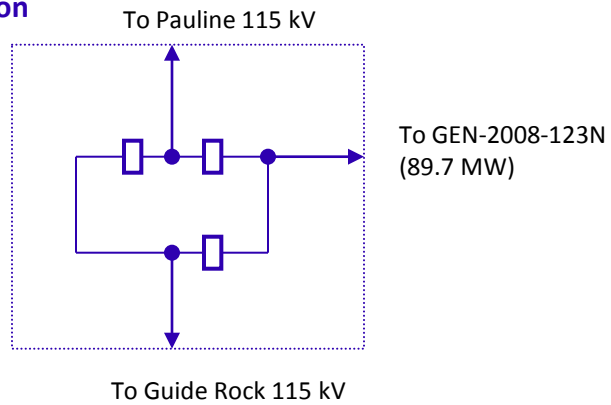 on
To Pauline 115 kV
To GEN-2008-123N
(89.7 MW)
To Guide Rock 115 kV